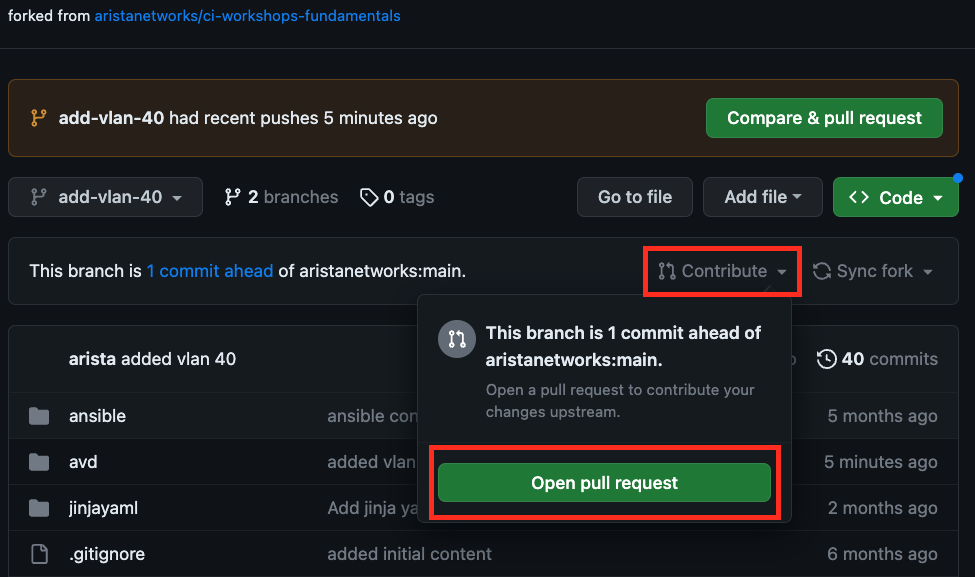 forked from aristanetworks/ci-workshops-fundamentals
add-vlan-40 had recent pushes 5 minutes ago
Compare & pull request
add-vlan-40
2 branches
0 tags
Go to file
Add file
Code
This branch is 1 commit ahead of aristanetworks:main.
Contribute
Sync fork
This branch is 1 commit ahead of
aristanetworks:main.
Open a pull request to contribute your
changes upstream.
Open pull request
arista added vlan 40
40 commits
ansible
ansible con
5 months ago
avd
added vlan
5 minutes ago
jinjayaml
Add jinja ya
2 months ago
.gitignore
added initial content
6 months ago